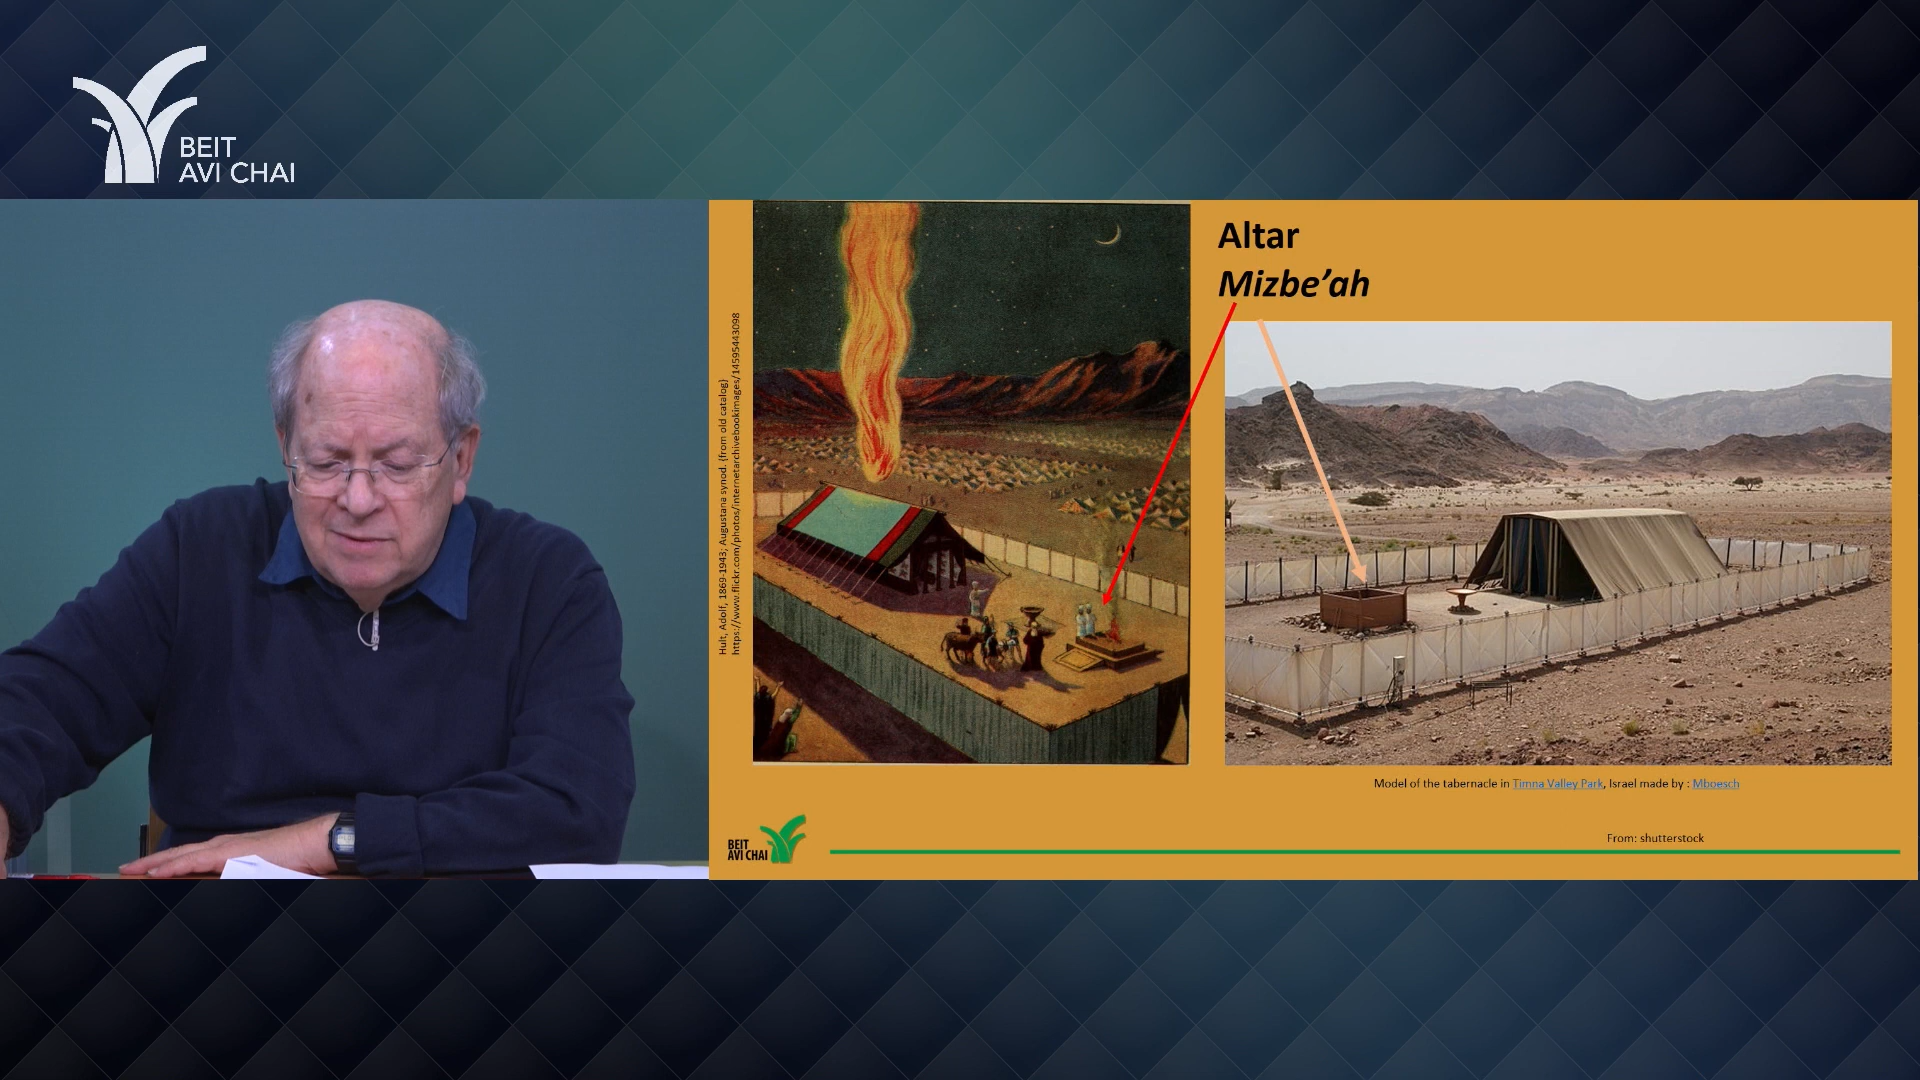 BEIT
AVI CHAI
Altar
Mizbe’ah
Hult, Adolf, 1869-1943; Augustana synod. {from old catalog}
https://www.flickr.com/photos/internetarchivebookimages/14595443098
Model of the tabernacle in Timna Valley Park, Israel made by : Mboesch
From: shutterstock
BEIT
AVI CHAI